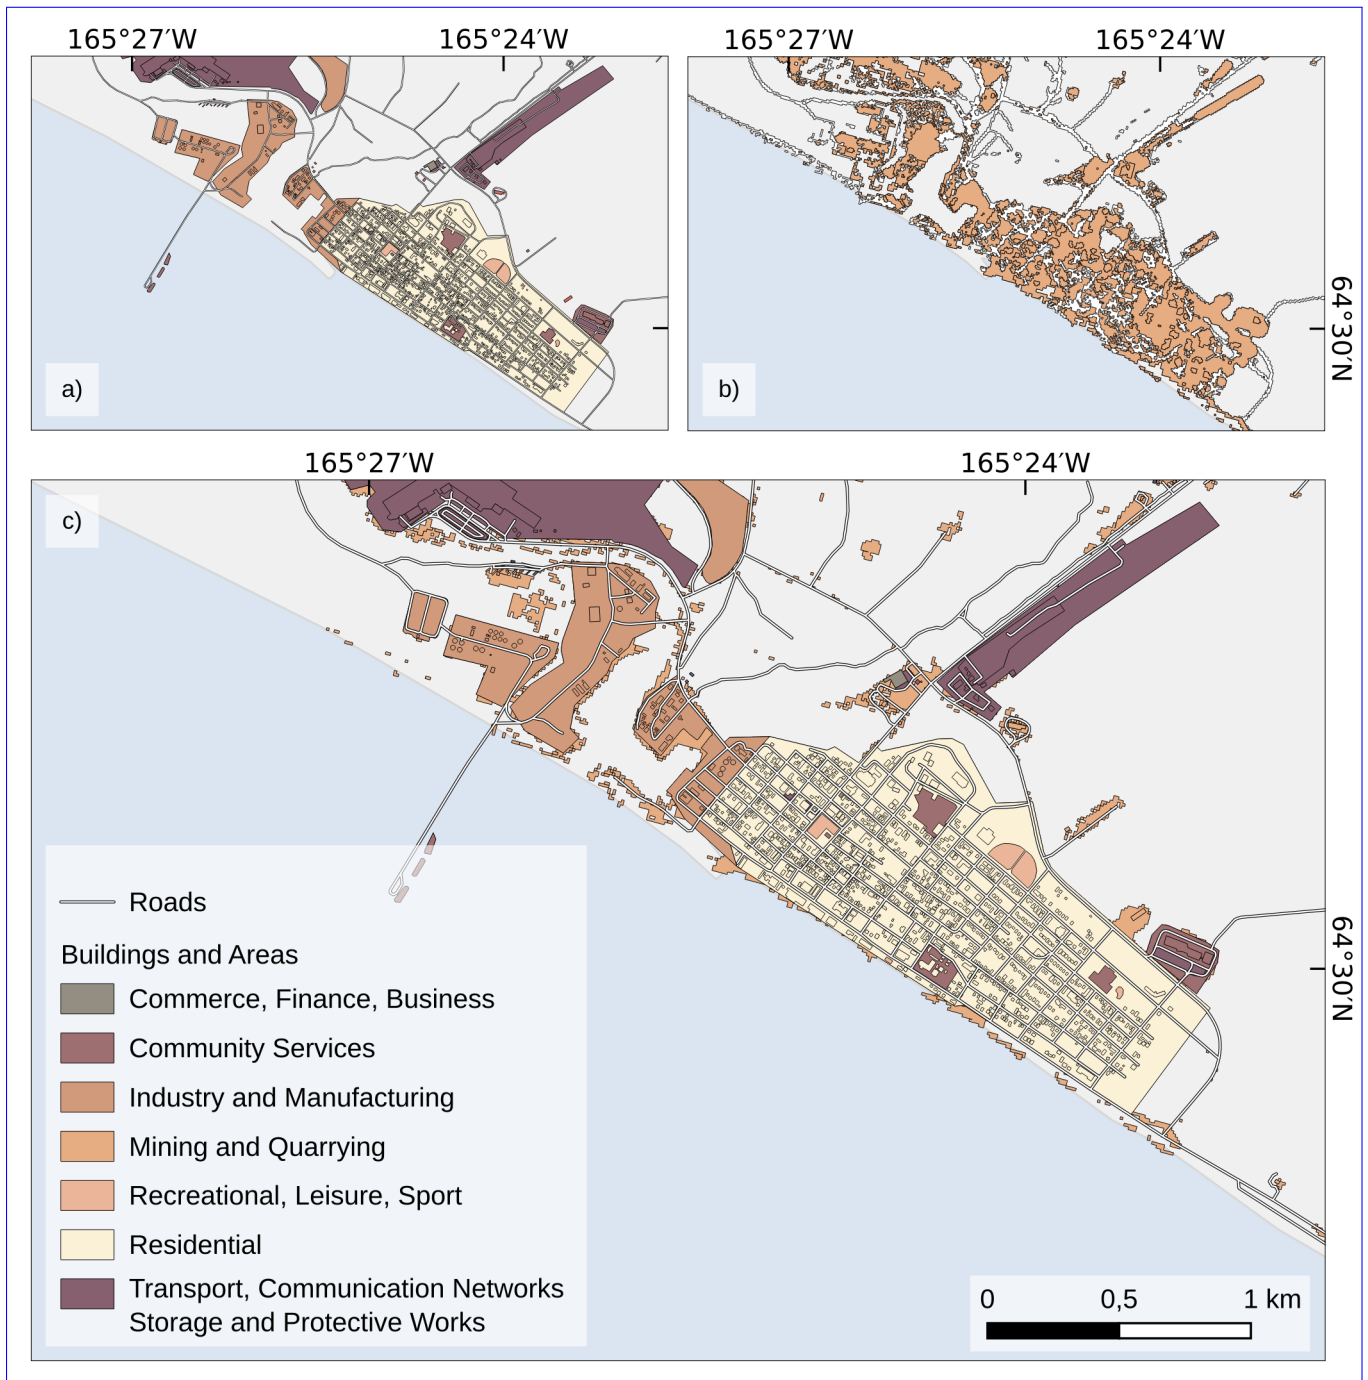 165°27′W 165°24′W 165°27′W 165°24′W
64°30′N
a) b)
165°27′W 165°24′W
c)
64°30′N
Roads
Buildings and Areas
Commerce, Finance, Business
Community Services
Industry and Manufacturing
Mining and Quarrying
Recreational, Leisure, Sport
Residential
Transport, Communication Networks
Storage and Protective Works
0 0,5 1 km